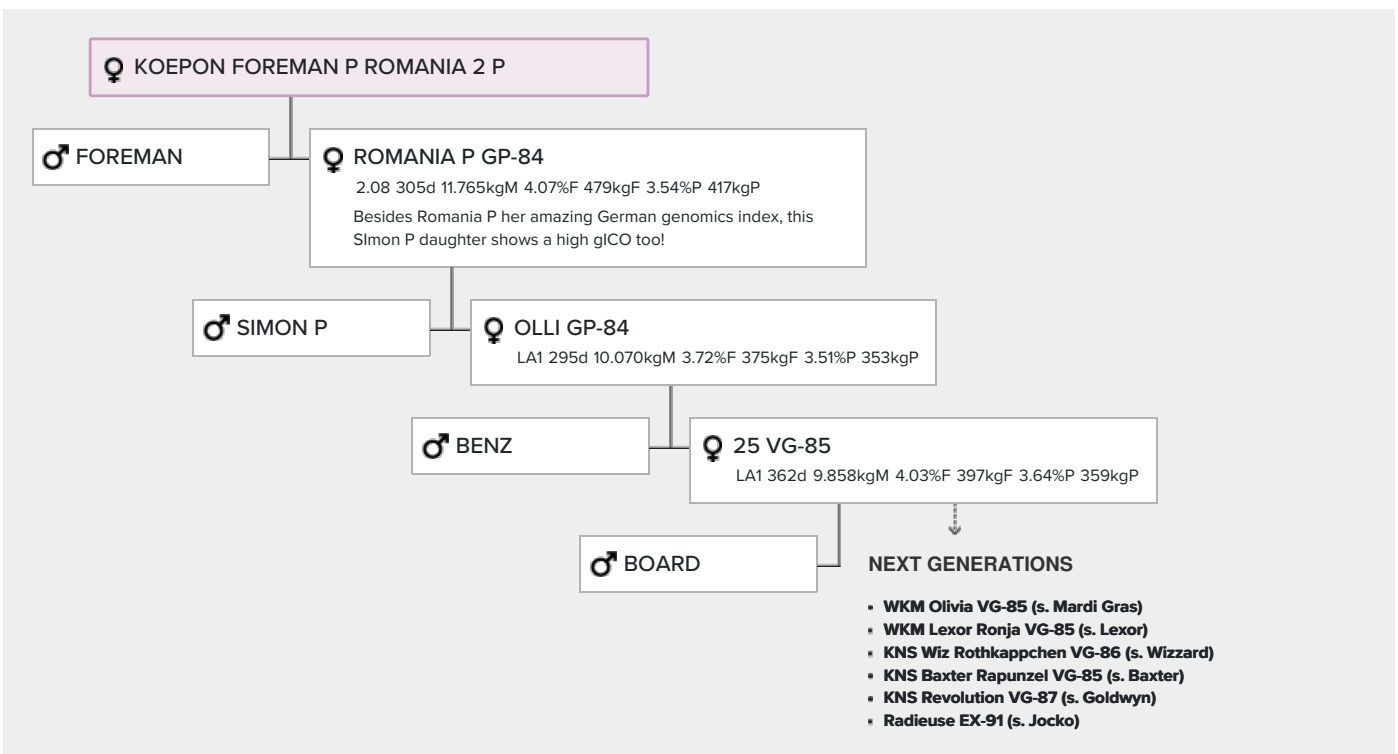 KOEPON FOREMAN P ROMANIA 2 P
FOREMAN
ROMANIA P GP-84
2.08 305d 11.765kgM 4.07%F 479kgF 3.54%P 417kgP
Besides Romania P her amazing German genomics index, this
SImon P daughter shows a high gICO too!
SIMON P
OLLI GP-84
LA1 295d 10.070kgM 3.72%F 375kgF 3.51%P 353kgP
BENZ
25 VG-85
LA1 362d 9.858kgM 4.03%F 397kgF 3.64%P 359kgP
BOARD
NEXT GENERATIONS
• WKM Olivia VG-85 (s. Mardi Gras)
• WKM Lexor Ronja VG-85 (s. Lexor)
• KNS Wiz Rothkappchen VG-86 (s. Wizzard)
• KNS Baxter Rapunzel VG-85 (s. Baxter)
• KNS Revolution VG-87 (s. Goldwyn)
• Radieuse EX-91 (s. Jocko)